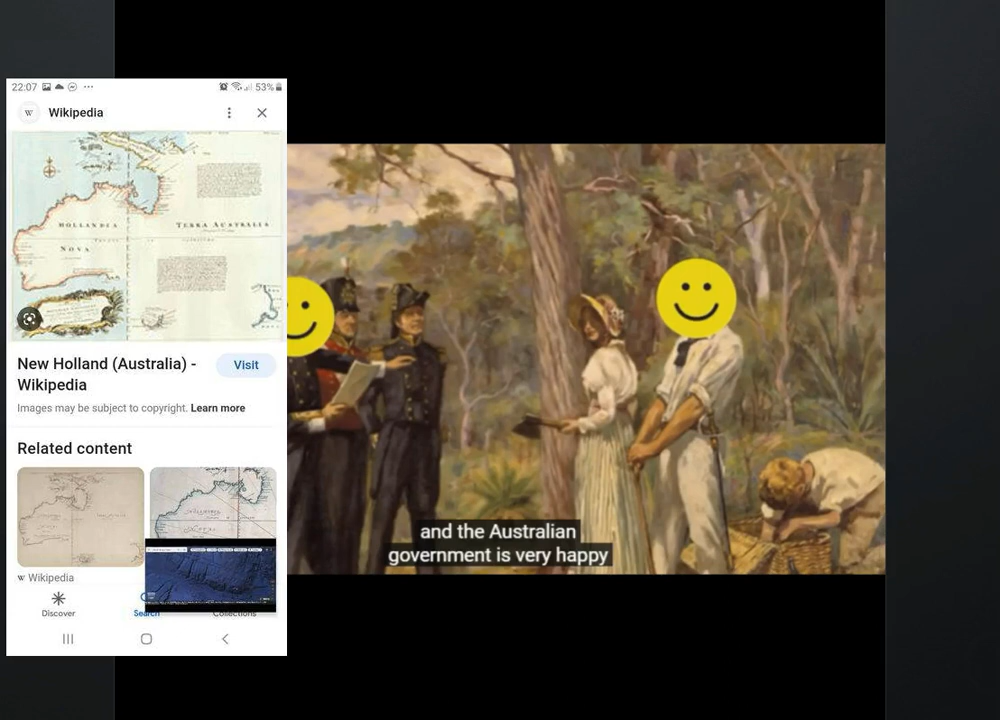 22:07
53%
W
Wikipedia
HOLLANDIA
NOVA
TERRA AUSTRALIS
New Holland (Australia) -
Wikipedia
Visit
Images may be subject to copyright. Learn more
Related content
W Wikipedia
Discover
Search
Collections
and the Australian
government is very happy